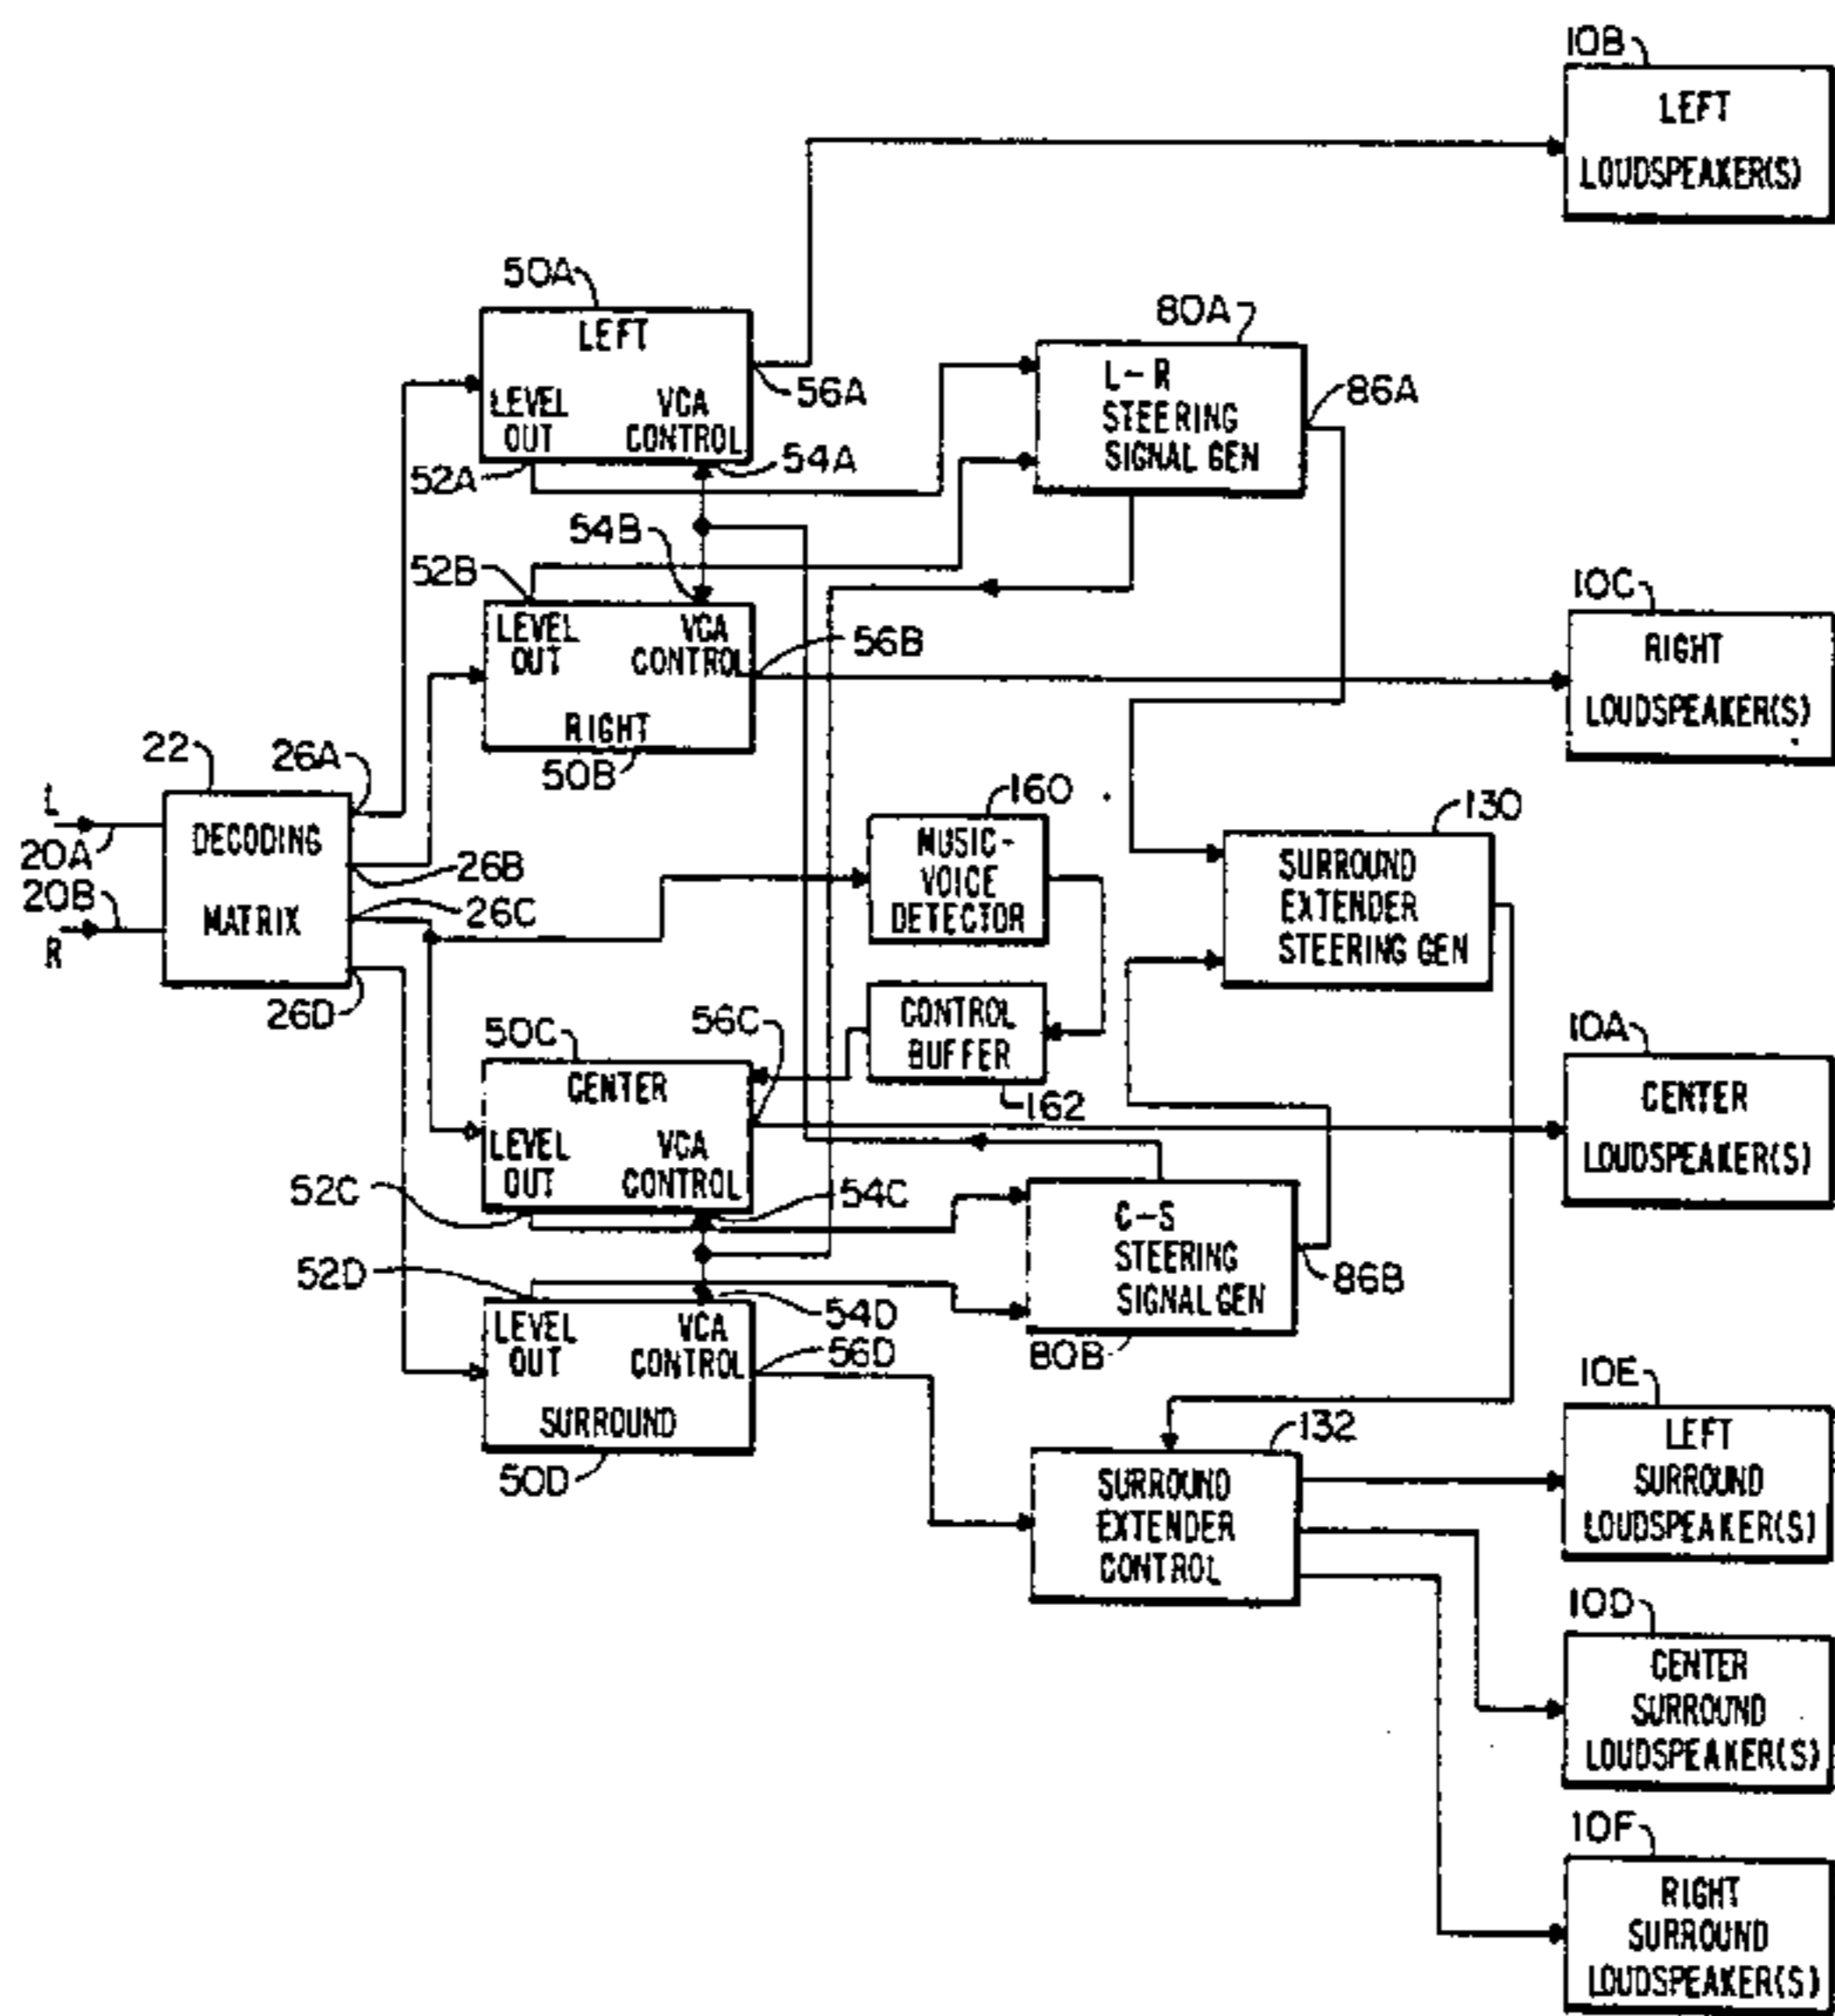 10B
LEFT
LOUDSPEAKER(S)
50A
LEFT
LEVEL OUT
VCA CONTROL
56A
52A
54A
80A
L-R
STEERING
SIGNAL GEN
86A
54B
52B
LEVEL OUT
VCA CONTROL
RIGHT
50B
56B
10C
RIGHT
LOUDSPEAKER(S)
22
L
20A
20B
R
DECODING
MATRIX
26A
26B
26C
26D
160
MUSIC-
VOICE
DETECTOR
130
SURROUND
EXTENDER
STEERING GEN
CONTROL
BUFFER
162
50C
56C
CENTER
LEVEL OUT
VCA CONTROL
52C
54C
10A
CENTER
LOUDSPEAKER(S)
C-S
STEERING
SIGNAL GEN
86B
80B
52D
54D
LEVEL OUT
VCA CONTROL
56D
SURROUND
50D
132
SURROUND
EXTENDER
CONTROL
10E
LEFT
SURROUND
LOUDSPEAKER(S)
10D
CENTER
SURROUND
LOUDSPEAKER(S)
10F
RIGHT
SURROUND
LOUDSPEAKER(S)